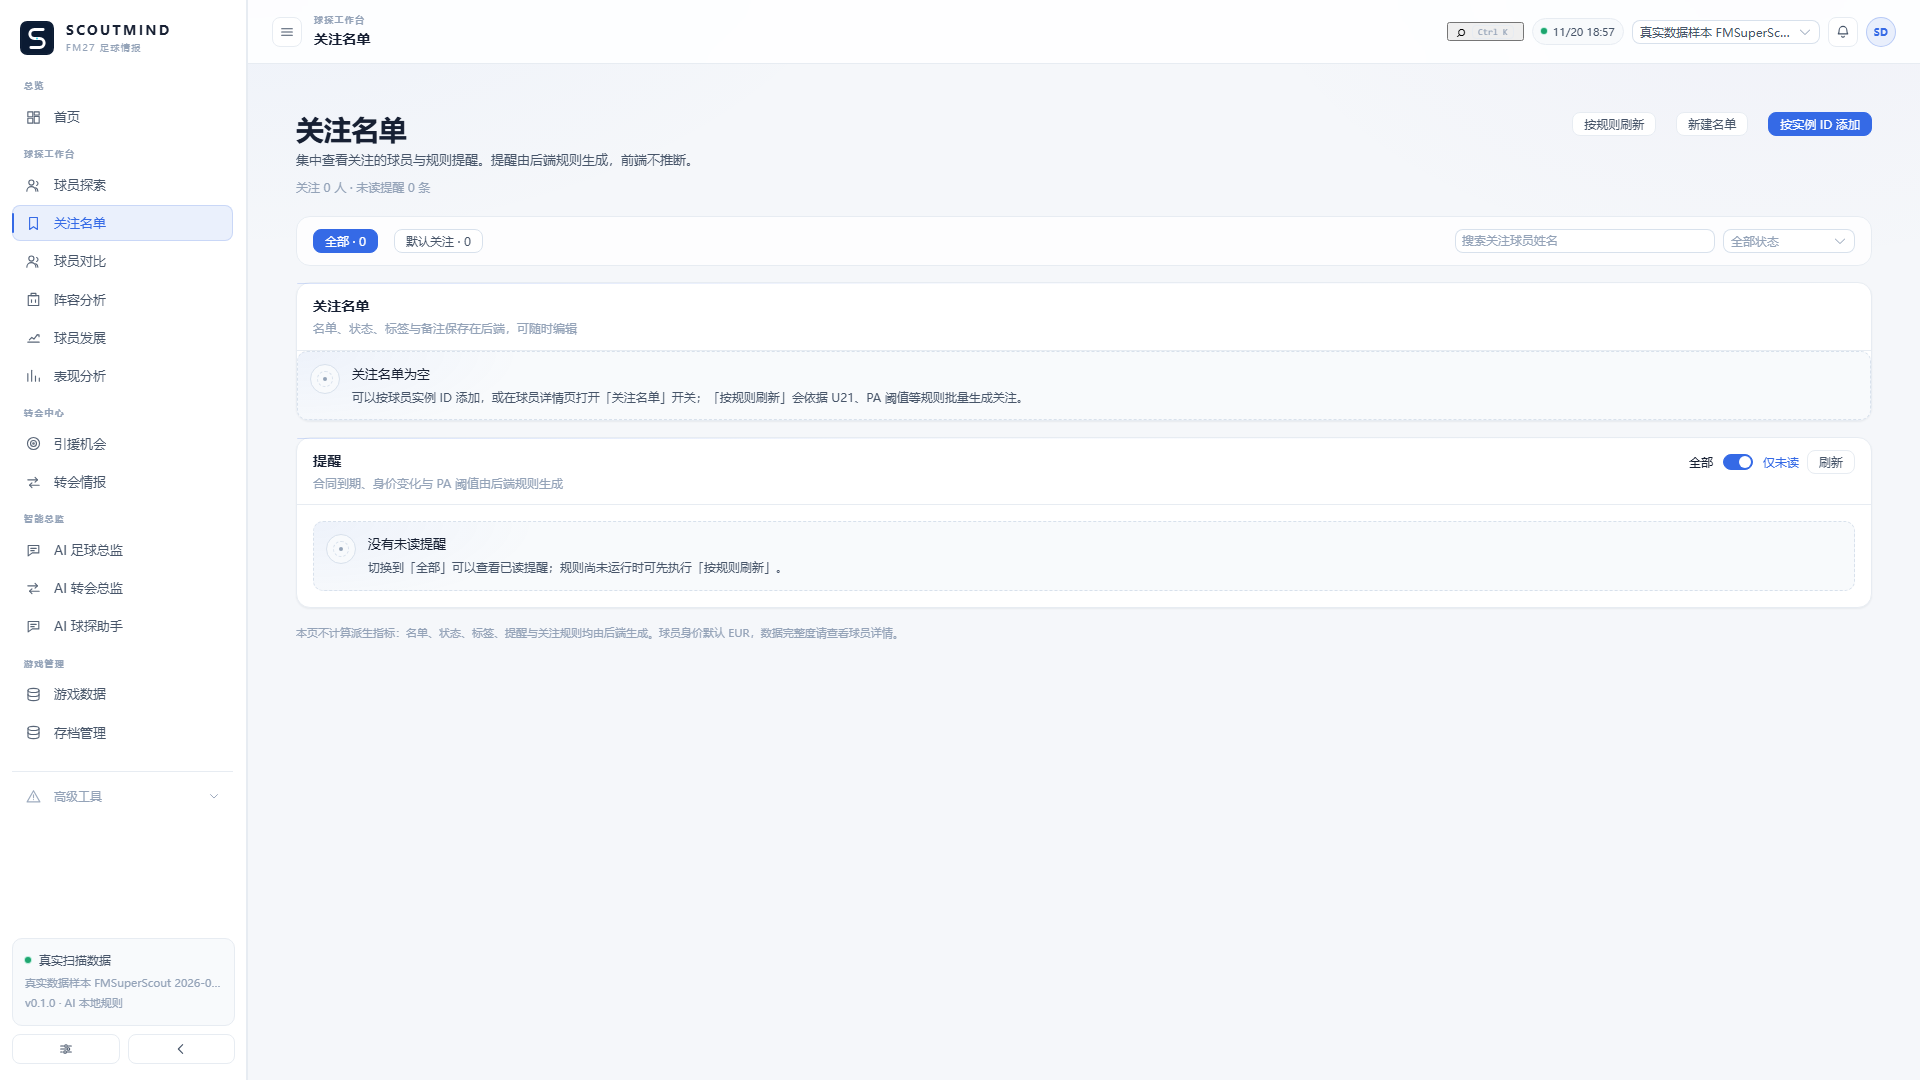 SCOUTMIND
FM27 足球情报
总览
首页
球探工作台
球员探索
关注名单
球员对比
阵容分析
球员发展
表现分析
转会中心
引援机会
转会情报
智能总监
AI 足球总监
AI 转会总监
AI 球探助手
游戏管理
游戏数据
存档管理
高级工具
真实扫描数据
真实数据样本 FMSuperScout 2026-0...
v0.1.0 · AI 本地规则
球探工作台
关注名单
Ctrl K
11/20 18:57
真实数据样本 FMSuperSc...
SD
关注名单
集中查看关注的球员与规则提醒。提醒由后端规则生成，前端不推断。
关注 0 人 · 未读提醒 0 条
按规则刷新
新建名单
按实例 ID 添加
全部 · 0
默认关注 · 0
搜索关注球员姓名
全部状态
关注名单
名单、状态、标签与备注保存在后端，可随时编辑
关注名单为空
可以按球员实例 ID 添加，或在球员详情页打开「关注名单」开关；「按规则刷新」会依据 U21、PA 阈值等规则批量生成关注。
提醒
合同到期、身价变化与 PA 阈值由后端规则生成
全部
仅未读
刷新
没有未读提醒
切换到「全部」可以查看已读提醒；规则尚未运行时可先执行「按规则刷新」。
本页不计算派生指标：名单、状态、标签、提醒与关注规则均由后端生成。球员身价默认 EUR，数据完整度请查看球员详情。